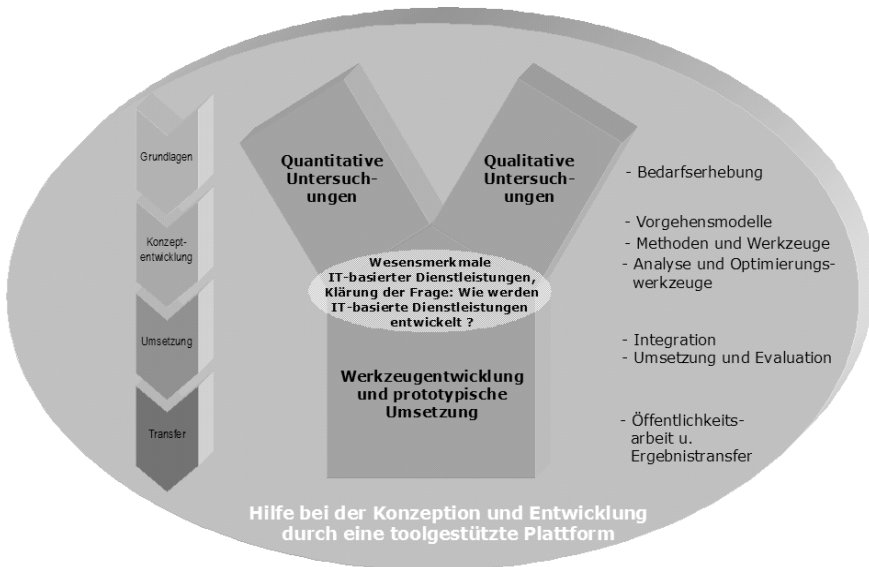 Grundlagen
Konzept-
entwicklung
Umsetzung
Transfer
Quantitative
Untersuch-
ungen
Qualitative
Untersuch-
ungen
Wesensmerkmale
IT-basierter Dienstleistungen,
Klärung der Frage: Wie werden
IT-basierte Dienstleistungen
entwickelt ?
Werkzeugentwicklung
und prototypische
Umsetzung
- Bedarfserhebung
- Vorgehensmodelle
- Methoden und Werkzeuge
- Analyse und Optimierungs-
werkzeuge
- Integration
- Umsetzung und Evaluation
- Öffentlichkeits-
arbeit u.
Ergebnistransfer
Hilfe bei der Konzeption und Entwicklung
durch eine toolgestützte Plattform